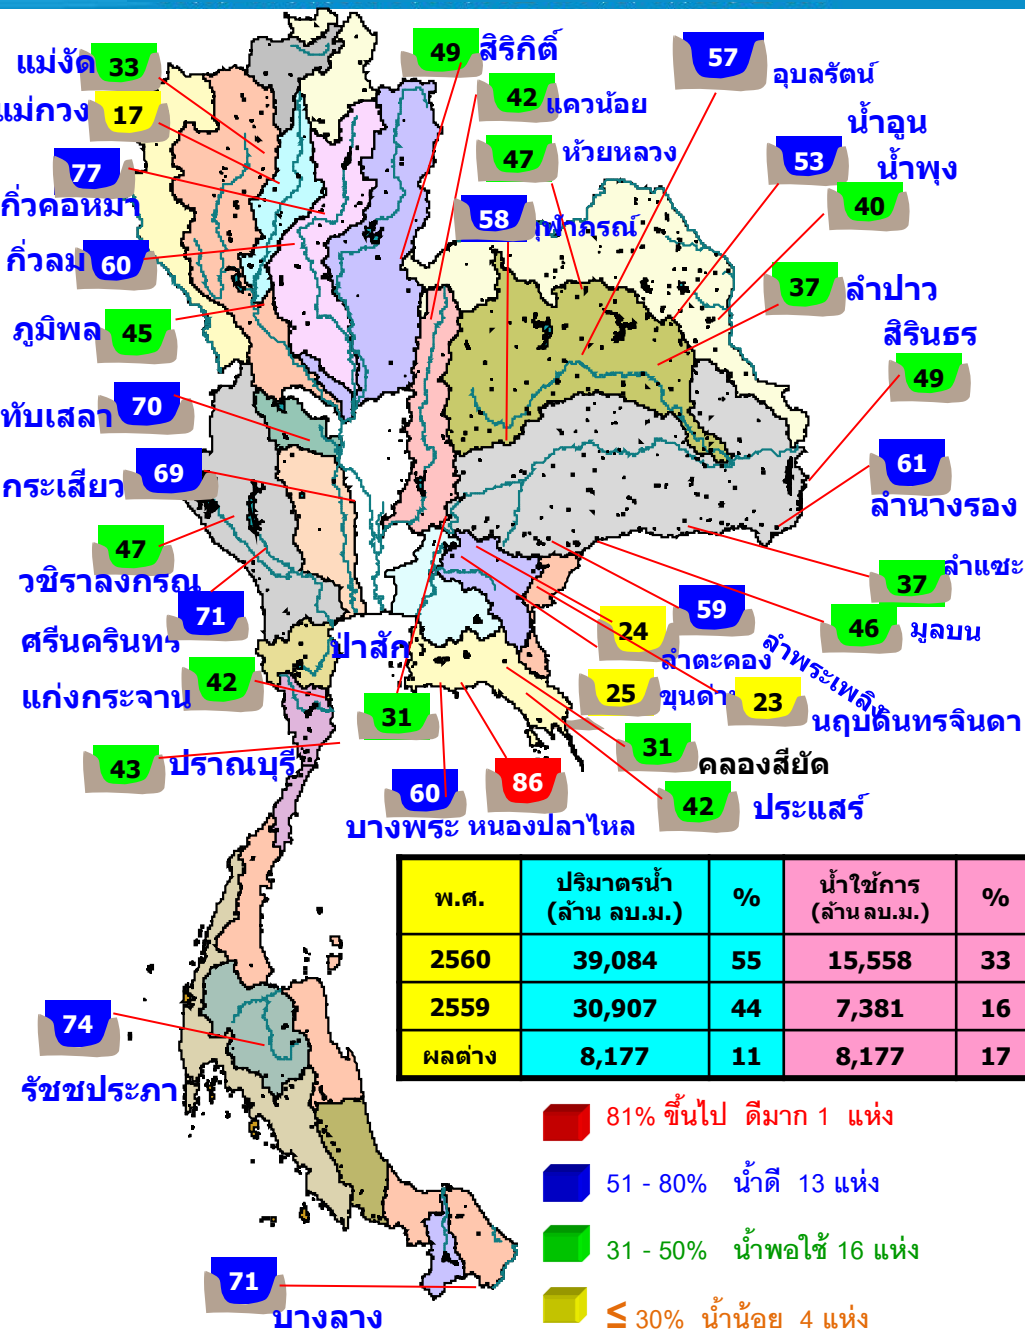 แม่งัด 33
49 สิริกิติ์
57 อุบลรัตน์
แม่กวง 17
42 แควน้อย
น้ำอูน
53
77
47 ห้วยหลวง
น้ำพุง
40
กิ่วคอหมา
58
กิ่วลม 60
37 ลำปาว
ภูมิพล 45
สิรินธร
49
ทับเสลา 70
กระเสียว 69
61
ลำนางรอง
47
วชิราลงกรณ
37 ลำแซะ
71
59
ศรีนครินทร
24
46 มูลบน
ป่าสัก
ลำตะคอง
ลำพระเพลิง
แก่งกระจาน 42
25
23
นฤบดินทรจินดา
31
31
คลองสียัด
43 ปราณบุรี
60
86
42 ประแสร์
บางพระ หนองปลาไหล
พ.ศ. ปริมาตรน้ำ (ล้าน ลบ.ม.) % น้ำใช้การ (ล้าน ลบ.ม.) %
2560 39,084 55 15,558 33
2559 30,907 44 7,381 16
ผลต่าง 8,177 11 8,177 17
74
รัชชประภา
81% ขึ้นไป ดีมาก 1 แห่ง
51 - 80% น้ำดี 13 แห่ง
31 - 50% น้ำพอใช้ 16 แห่ง
≤ 30% น้ำน้อย 4 แห่ง
71
บางลาง